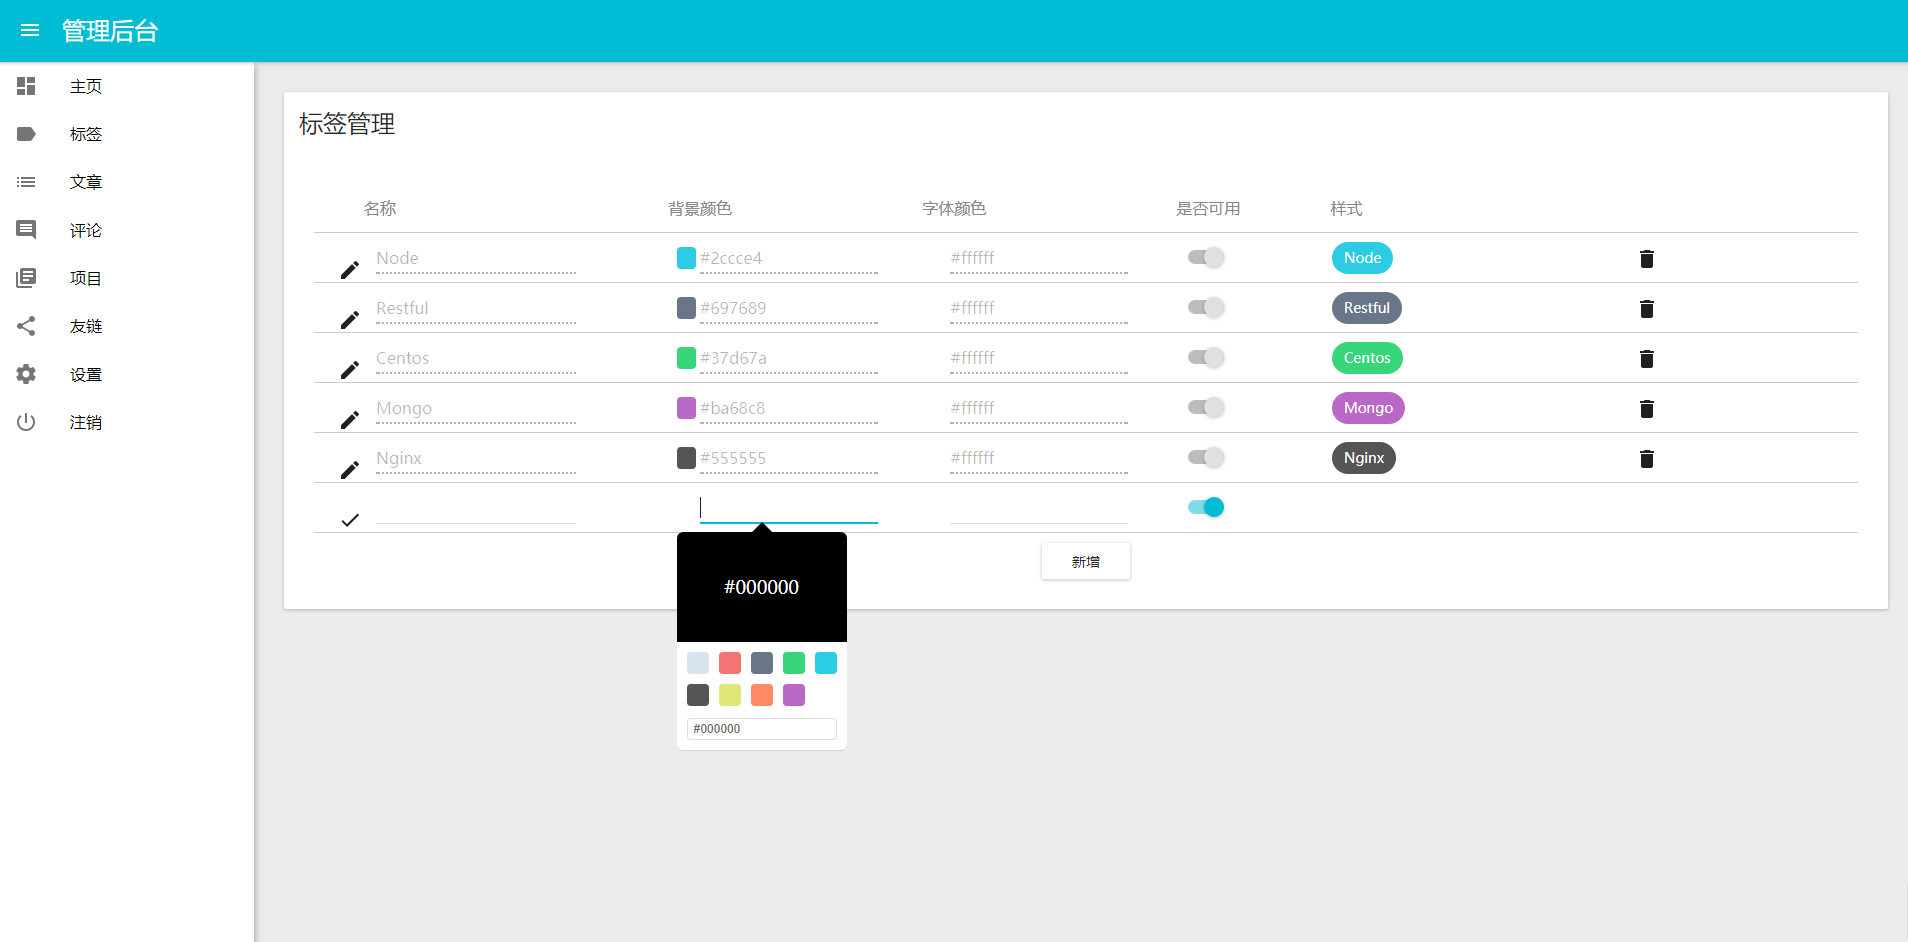 管理后台
主页
标签
文章
评论
项目
友链
设置
注销
标签管理
名称 背景颜色 字体颜色 是否可用 样式
Node #2ccce4 #ffffff Node
Restful #697689 #ffffff Restful
Centos #37d67a #ffffff Centos
Mongo #ba68c8 #ffffff Mongo
Nginx #555555 #ffffff Nginx
新增
#000000
#000000